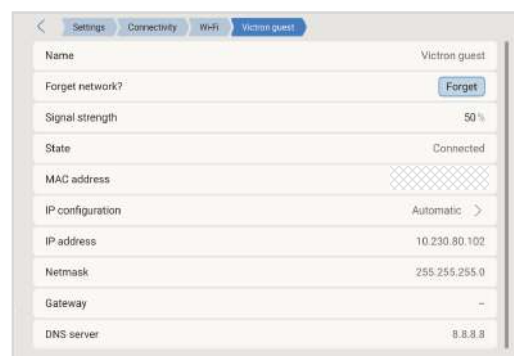 Settings Connectivity Wi-Fi Victron guest
Name Victron guest
Forget network? Forget
Signal strength 50 %
State Connected
MAC address
IP configuration Automatic
IP address 10.230.80.102
Netmask 255.255.255.0
Gateway --
DNS server 8.8.8.8